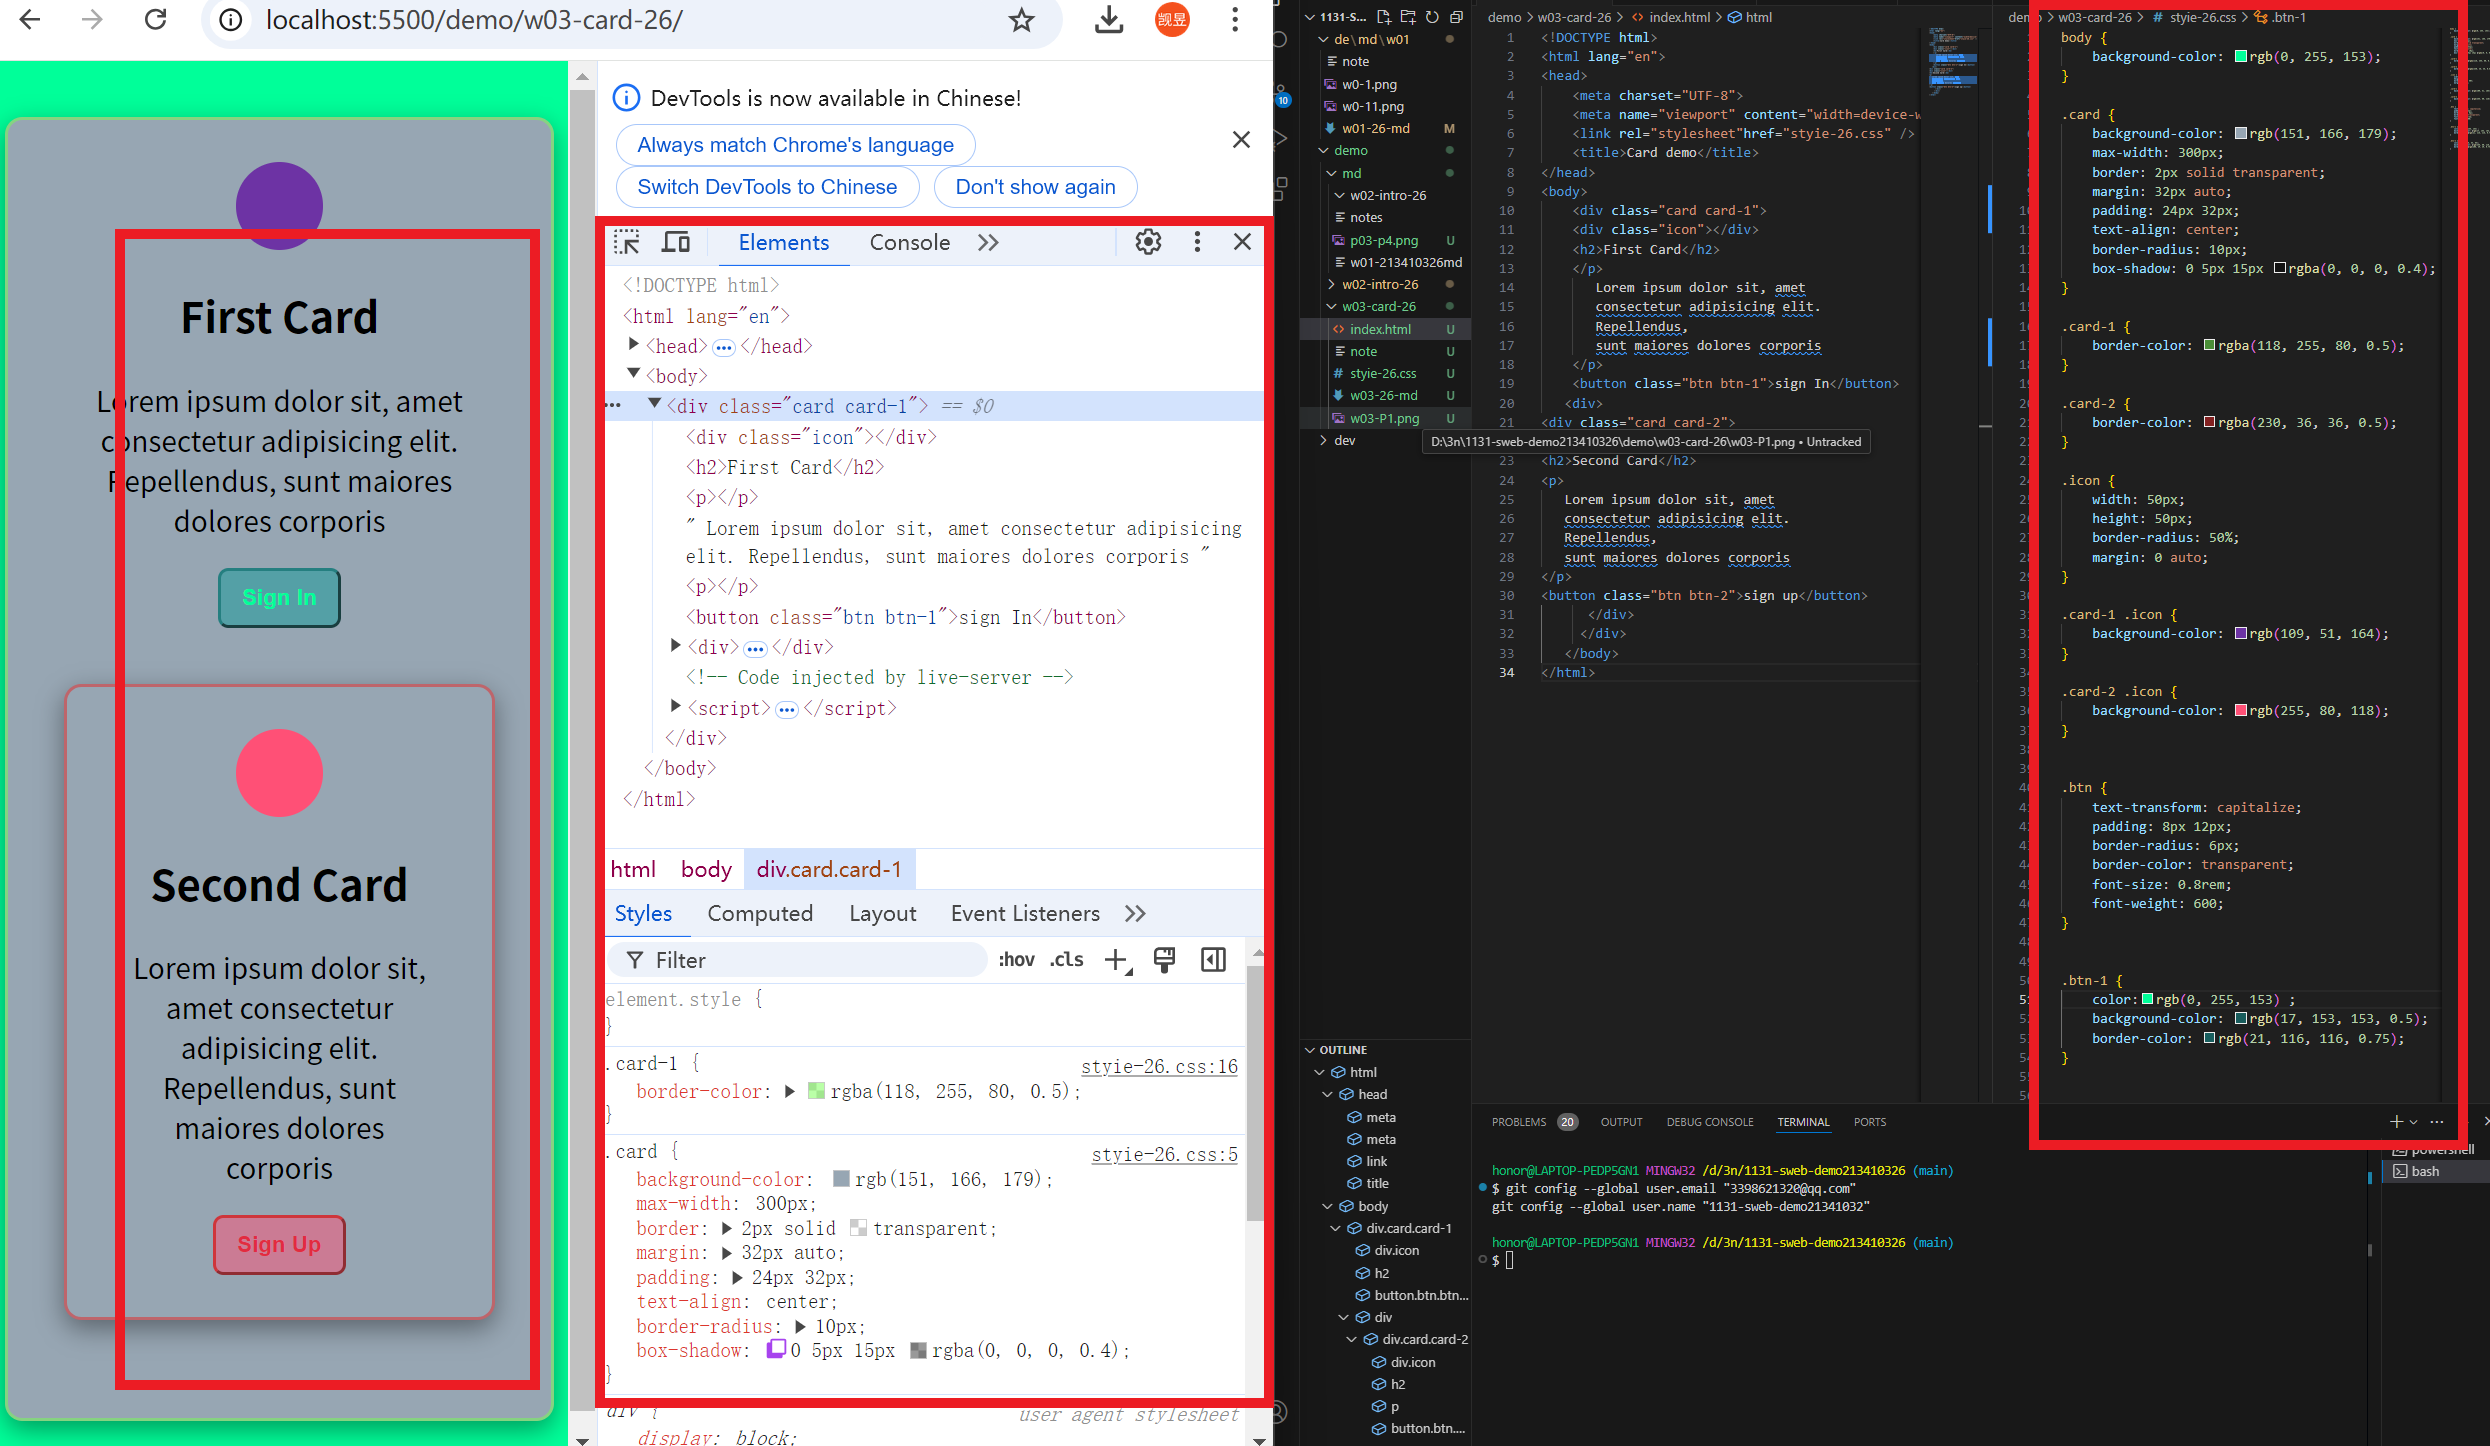 localhost:5500/demo/w03-card-26/
觊昱
First Card
Lorem ipsum dolor sit, amet
consectetur adipisicing elit.
Repellendus, sunt maiores
dolores corporis
Sign In
Second Card
Lorem ipsum dolor sit,
amet consectetur
adipisicing elit.
Repellendus, sunt
maiores dolores
corporis
Sign Up
DevTools is now available in Chinese!
Always match Chrome's language
Switch DevTools to Chinese
Don't show again
Elements
Console
<!DOCTYPE html>
<html lang="en">
<head> ••• </head>
<body>
<div class="card card-1"> == $0
<div class="icon"></div>
<h2>First Card</h2>
<p></p>
" Lorem ipsum dolor sit, amet consectetur adipisicing
elit. Repellendus, sunt maiores dolores corporis "
<p></p>
<button class="btn btn-1">sign In</button>
<div> ••• </div>
<!-- Code injected by live-server -->
<script> ••• </script>
</div>
</body>
</html>
html body div.card.card-1
Styles Computed Layout Event Listeners
Filter :hov .cls
element.style {
}
.card-1 { styie-26.css:16
border-color: rgba(118, 255, 80, 0.5);
}
.card { styie-26.css:5
background-color: rgb(151, 166, 179);
max-width: 300px;
border: 2px solid transparent;
margin: 32px auto;
padding: 24px 32px;
text-align: center;
border-radius: 10px;
box-shadow: 0 5px 15px rgba(0, 0, 0, 0.4);
}
div { user agent stylesheet
display: block;
10
1131-S...
de\md\w01
note
w0-1.png
w0-11.png
w01-26-md M
demo
md
w02-intro-26
notes
p03-p4.png U
w01-213410326md
w02-intro-26
w03-card-26
index.html U
note U
styie-26.css U
w03-26-md U
w03-P1.png U
dev
OUTLINE
html
head
meta
meta
link
title
body
div.card.card-1
div.icon
h2
button.btn.btn...
div
div.card.card-2
div.icon
h2
p
button.btn....
demo > w03-card-26 > index.html > html
1 <!DOCTYPE html>
2 <html lang="en">
3 <head>
4 <meta charset="UTF-8">
5 <meta name="viewport" content="width=device-w
6 <link rel="stylesheet"href="styie-26.css" />
7 <title>Card demo</title>
8 </head>
9 <body>
10 <div class="card card-1">
11 <div class="icon"></div>
12 <h2>First Card</h2>
13 </p>
14 Lorem ipsum dolor sit, amet
15 consectetur adipisicing elit.
16 Repellendus,
17 sunt maiores dolores corporis
18 </p>
19 <button class="btn btn-1">sign In</button>
20 <div>
21 <div class="card card-2">
D:\3n\1131-sweb-demo213410326\demo\w03-card-26\w03-P1.png • Untracked
23 <h2>Second Card</h2>
24 <p>
25 Lorem ipsum dolor sit, amet
26 consectetur adipisicing elit.
27 Repellendus,
28 sunt maiores dolores corporis
29 </p>
30 <button class="btn btn-2">sign up</button>
31 </div>
32 </div>
33 </body>
34 </html>
w03-card-26 > # styie-26.css > .btn-1
body {
background-color: rgb(0, 255, 153);
}
.card {
background-color: rgb(151, 166, 179);
max-width: 300px;
border: 2px solid transparent;
margin: 32px auto;
padding: 24px 32px;
text-align: center;
border-radius: 10px;
box-shadow: 0 5px 15px rgba(0, 0, 0, 0.4);
}
.card-1 {
border-color: rgba(118, 255, 80, 0.5);
}
.card-2 {
border-color: rgba(230, 36, 36, 0.5);
}
.icon {
width: 50px;
height: 50px;
border-radius: 50%;
margin: 0 auto;
}
.card-1 .icon {
background-color: rgb(109, 51, 164);
}
.card-2 .icon {
background-color: rgb(255, 80, 118);
}
.btn {
text-transform: capitalize;
padding: 8px 12px;
border-radius: 6px;
border-color: transparent;
font-size: 0.8rem;
font-weight: 600;
}
.btn-1 {
color: rgb(0, 255, 153) ;
background-color: rgb(17, 153, 153, 0.5);
border-color: rgb(21, 116, 116, 0.75);
}
PROBLEMS 20 OUTPUT DEBUG CONSOLE TERMINAL PORTS
honor@LAPTOP-PEDP5GN1 MINGW32 /d/3n/1131-sweb-demo213410326 (main)
$ git config --global user.email "3398621320@qq.com"
git config --global user.name "1131-sweb-demo21341032"
honor@LAPTOP-PEDP5GN1 MINGW32 /d/3n/1131-sweb-demo213410326 (main)
$
powershell
bash